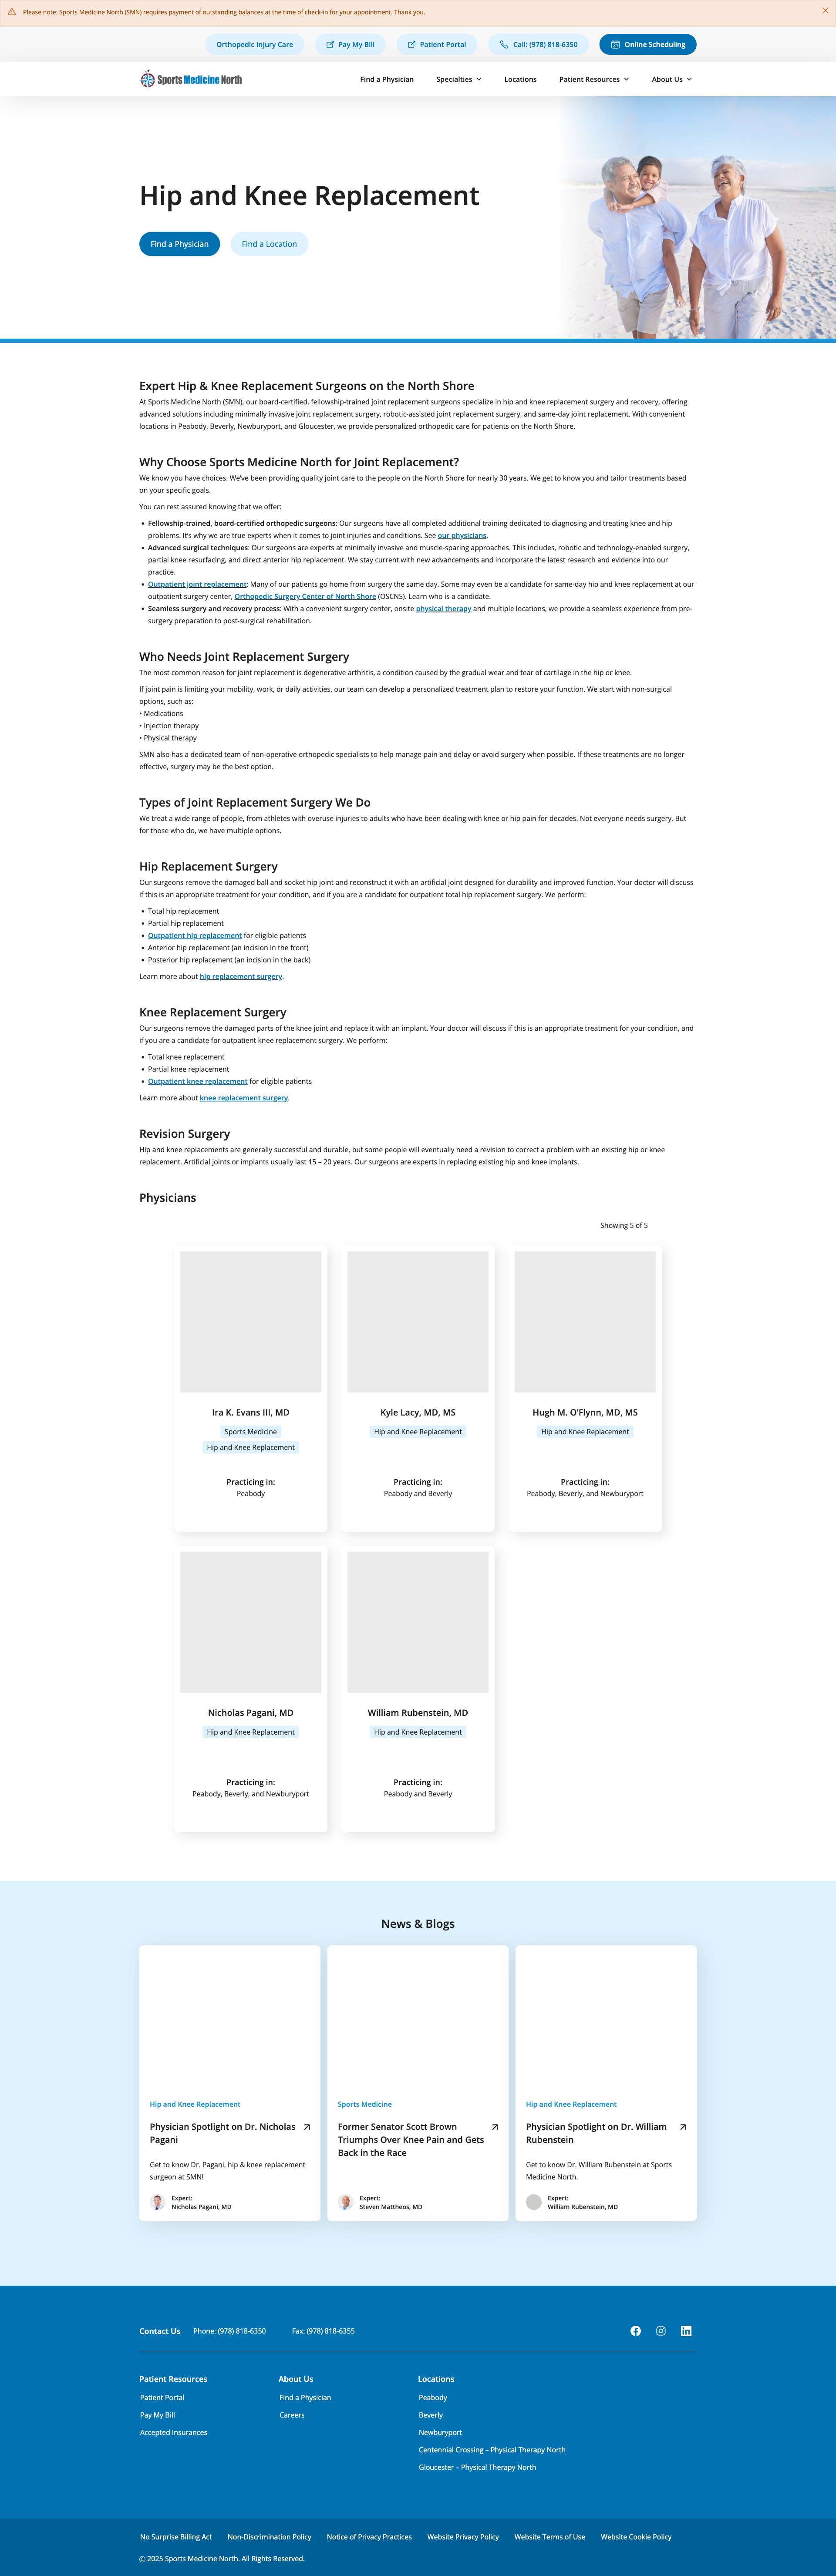 Please note: Sports Medicine North (SMN) requires payment of outstanding balances at the time of check-in for your appointment. Thank you.
Orthopedic Injury Care
Pay My Bill
Patient Portal
Call: (978) 818-6350
Online Scheduling
Sports Medicine North
Find a Physician
Specialties
Locations
Patient Resources
About Us
Hip and Knee Replacement
Find a Physician
Find a Location
Expert Hip & Knee Replacement Surgeons on the North Shore
At Sports Medicine North (SMN), our board-certified, fellowship-trained joint replacement surgeons specialize in hip and knee replacement surgery and recovery, offering
advanced solutions including minimally invasive joint replacement surgery, robotic-assisted joint replacement surgery, and same-day joint replacement. With convenient
locations in Peabody, Beverly, Newburyport, and Gloucester, we provide personalized orthopedic care for patients on the North Shore.
Why Choose Sports Medicine North for Joint Replacement?
We know you have choices. We've been providing quality joint care to the people on the North Shore for nearly 30 years. We get to know you and tailor treatments based
on your specific goals.
You can rest assured knowing that we offer:
• Fellowship-trained, board-certified orthopedic surgeons: Our surgeons have all completed additional training dedicated to diagnosing and treating knee and hip
problems. It's why we are true experts when it comes to joint injuries and conditions. See our physicians.
• Advanced surgical techniques: Our surgeons are experts at minimally invasive and muscle-sparing approaches. This includes, robotic and technology-enabled surgery,
partial knee resurfacing, and direct anterior hip replacement. We stay current with new advancements and incorporate the latest research and evidence into our
practice.
• Outpatient joint replacement: Many of our patients go home from surgery the same day. Some may even be a candidate for same-day hip and knee replacement at our
outpatient surgery center, Orthopedic Surgery Center of North Shore (OSCNS). Learn who is a candidate.
• Seamless surgery and recovery process: With a convenient surgery center, onsite physical therapy and multiple locations, we provide a seamless experience from pre-
surgery preparation to post-surgical rehabilitation.
Who Needs Joint Replacement Surgery
The most common reason for joint replacement is degenerative arthritis, a condition caused by the gradual wear and tear of cartilage in the hip or knee.
If joint pain is limiting your mobility, work, or daily activities, our team can develop a personalized treatment plan to restore your function. We start with non-surgical
options, such as:
• Medications
• Injection therapy
• Physical therapy
SMN also has a dedicated team of non-operative orthopedic specialists to help manage pain and delay or avoid surgery when possible. If these treatments are no longer
effective, surgery may be the best option.
Types of Joint Replacement Surgery We Do
We treat a wide range of people, from athletes with overuse injuries to adults who have been dealing with knee or hip pain for decades. Not everyone needs surgery. But
for those who do, we have multiple options.
Hip Replacement Surgery
Our surgeons remove the damaged ball and socket hip joint and reconstruct it with an artificial joint designed for durability and improved function. Your doctor will discuss
if this is an appropriate treatment for your condition, and if you are a candidate for outpatient total hip replacement surgery. We perform:
• Total hip replacement
• Partial hip replacement
• Outpatient hip replacement for eligible patients
• Anterior hip replacement (an incision in the front)
• Posterior hip replacement (an incision in the back)
Learn more about hip replacement surgery.
Knee Replacement Surgery
Our surgeons remove the damaged parts of the knee joint and replace it with an implant. Your doctor will discuss if this is an appropriate treatment for your condition, and
if you are a candidate for outpatient knee replacement surgery. We perform:
• Total knee replacement
• Partial knee replacement
• Outpatient knee replacement for eligible patients
Learn more about knee replacement surgery.
Revision Surgery
Hip and knee replacements are generally successful and durable, but some people will eventually need a revision to correct a problem with an existing hip or knee
replacement. Artificial joints or implants usually last 15 – 20 years. Our surgeons are experts in replacing existing hip and knee implants.
Physicians
Showing 5 of 5
Ira K. Evans III, MD
Sports Medicine
Hip and Knee Replacement
Practicing in:
Peabody
Kyle Lacy, MD, MS
Hip and Knee Replacement
Practicing in:
Peabody and Beverly
Hugh M. O'Flynn, MD, MS
Hip and Knee Replacement
Practicing in:
Peabody, Beverly, and Newburyport
Nicholas Pagani, MD
Hip and Knee Replacement
Practicing in:
Peabody, Beverly, and Newburyport
William Rubenstein, MD
Hip and Knee Replacement
Practicing in:
Peabody and Beverly
News & Blogs
Hip and Knee Replacement
Physician Spotlight on Dr. Nicholas
Pagani
Get to know Dr. Pagani, hip & knee replacement
surgeon at SMN!
Expert:
Nicholas Pagani, MD
Sports Medicine
Former Senator Scott Brown
Triumphs Over Knee Pain and Gets
Back in the Race
Expert:
Steven Mattheos, MD
Hip and Knee Replacement
Physician Spotlight on Dr. William
Rubenstein
Get to know Dr. William Rubenstein at Sports
Medicine North.
Expert:
William Rubenstein, MD
Contact Us
Phone: (978) 818-6350
Fax: (978) 818-6355
Patient Resources
Patient Portal
Pay My Bill
Accepted Insurances
About Us
Find a Physician
Careers
Locations
Peabody
Beverly
Newburyport
Centennial Crossing – Physical Therapy North
Gloucester – Physical Therapy North
No Surprise Billing Act
Non-Discrimination Policy
Notice of Privacy Practices
Website Privacy Policy
Website Terms of Use
Website Cookie Policy
© 2025 Sports Medicine North. All Rights Reserved.